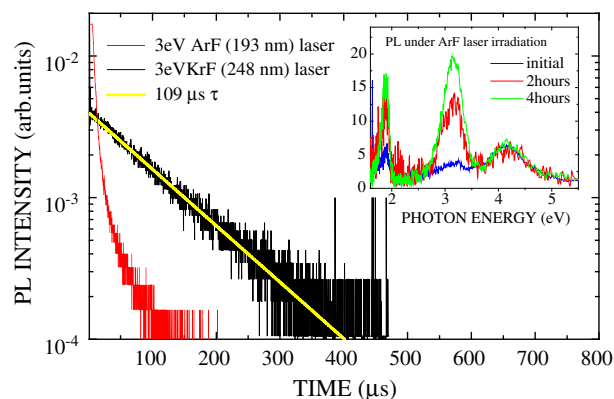 3eV ArF (193 nm) laser
3eVKrF (248 nm) laser
109 μs τ
PL INTENSITY (arb.units)
10⁻²
10⁻³
10⁻⁴
100 200 300 400 500 600 700 800
TIME (μs)
PL under ArF laser irradiation
initial
2hours
4hours
20
15
10
5
0
2 3 4 5
PHOTON ENERGY (eV)